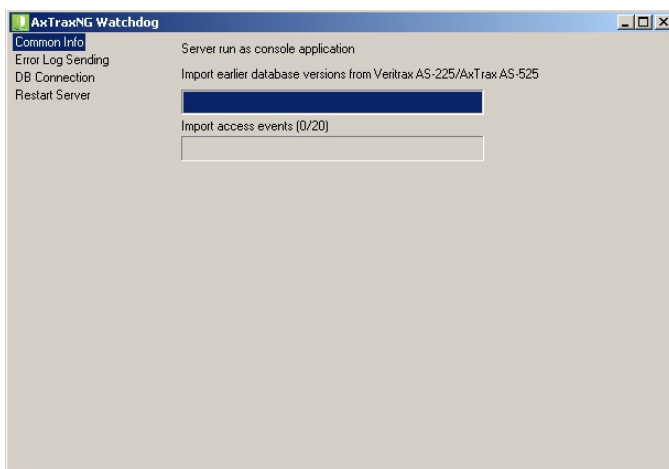 AxTraxNG Watchdog
Common Info
Error Log Sending
DB Connection
Restart Server
Server run as console application
Import earlier database versions from Veritrax AS-225/AxTrax AS-525
Import access events (0/20)